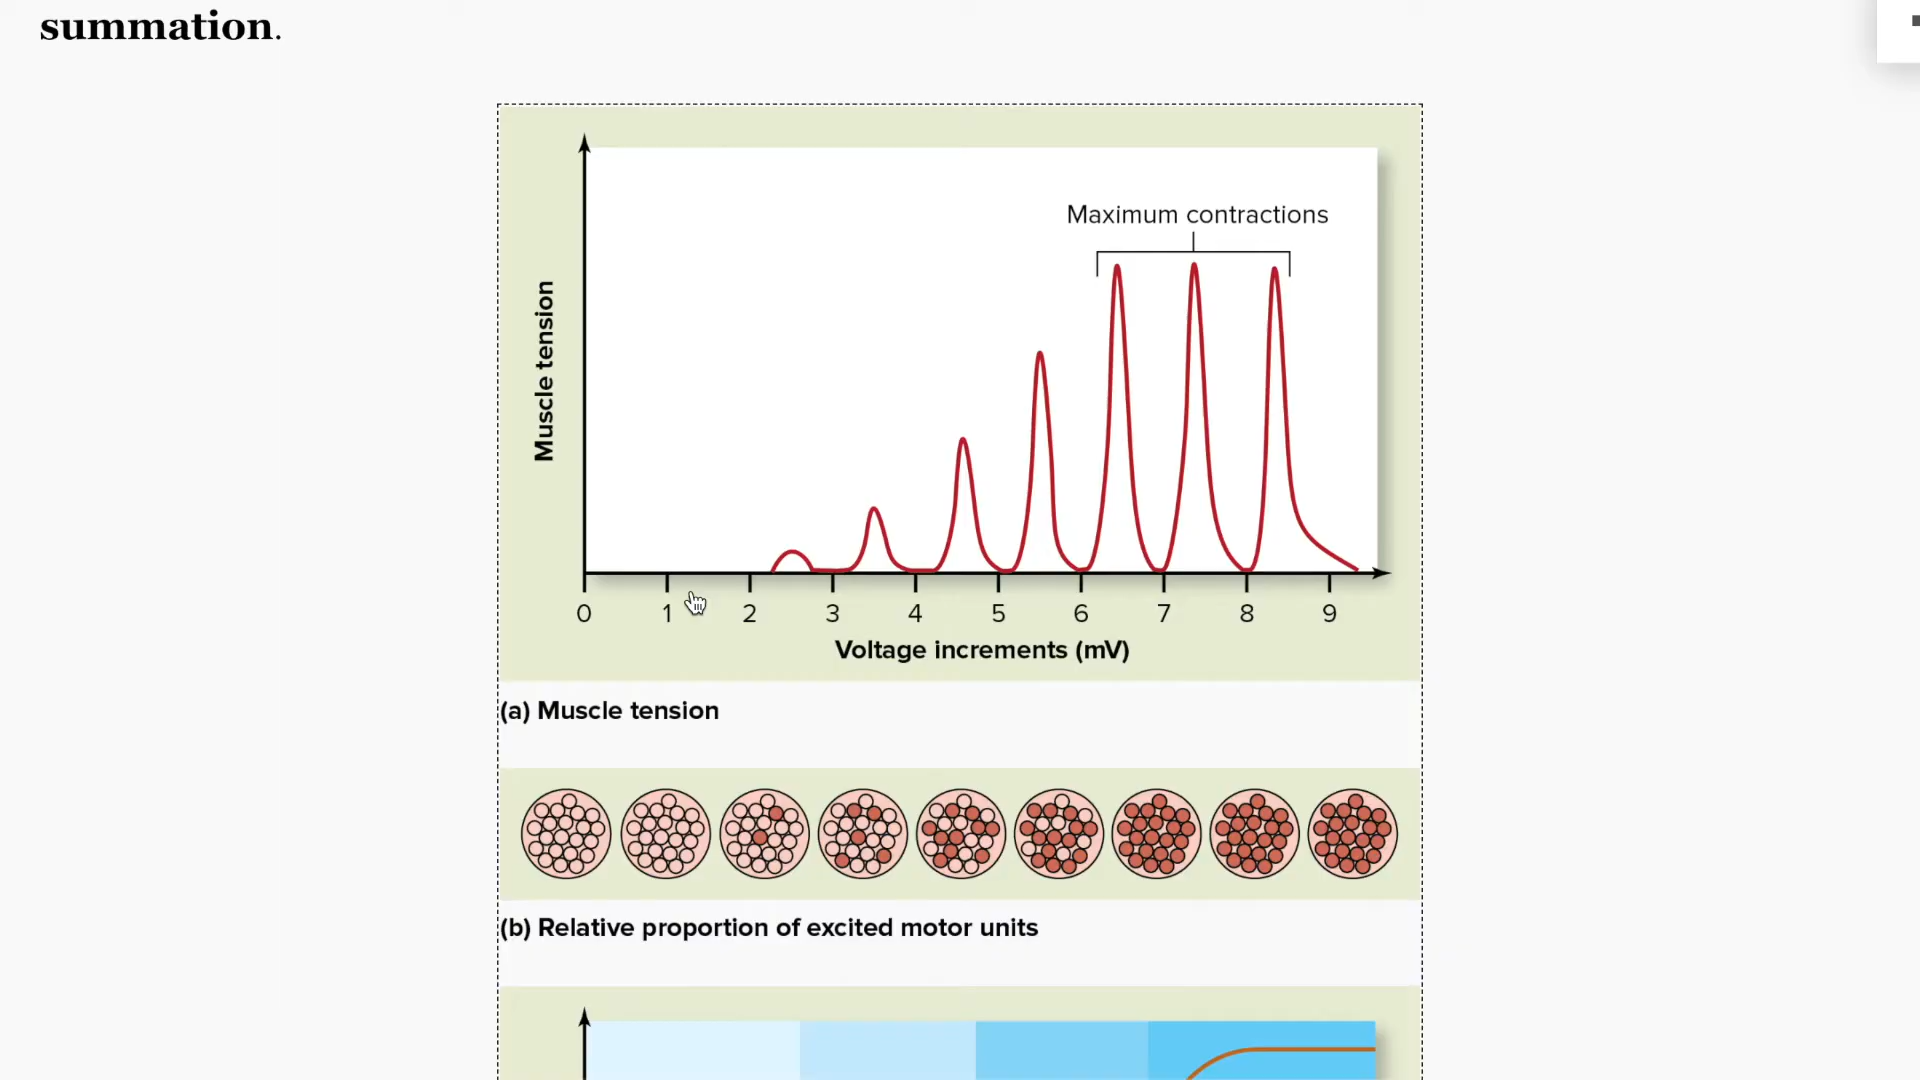 summation.
Maximum contractions
Muscle tension
0 1 2 3 4 5 6 7 8 9
Voltage increments (mV)
(a) Muscle tension
(b) Relative proportion of excited motor units